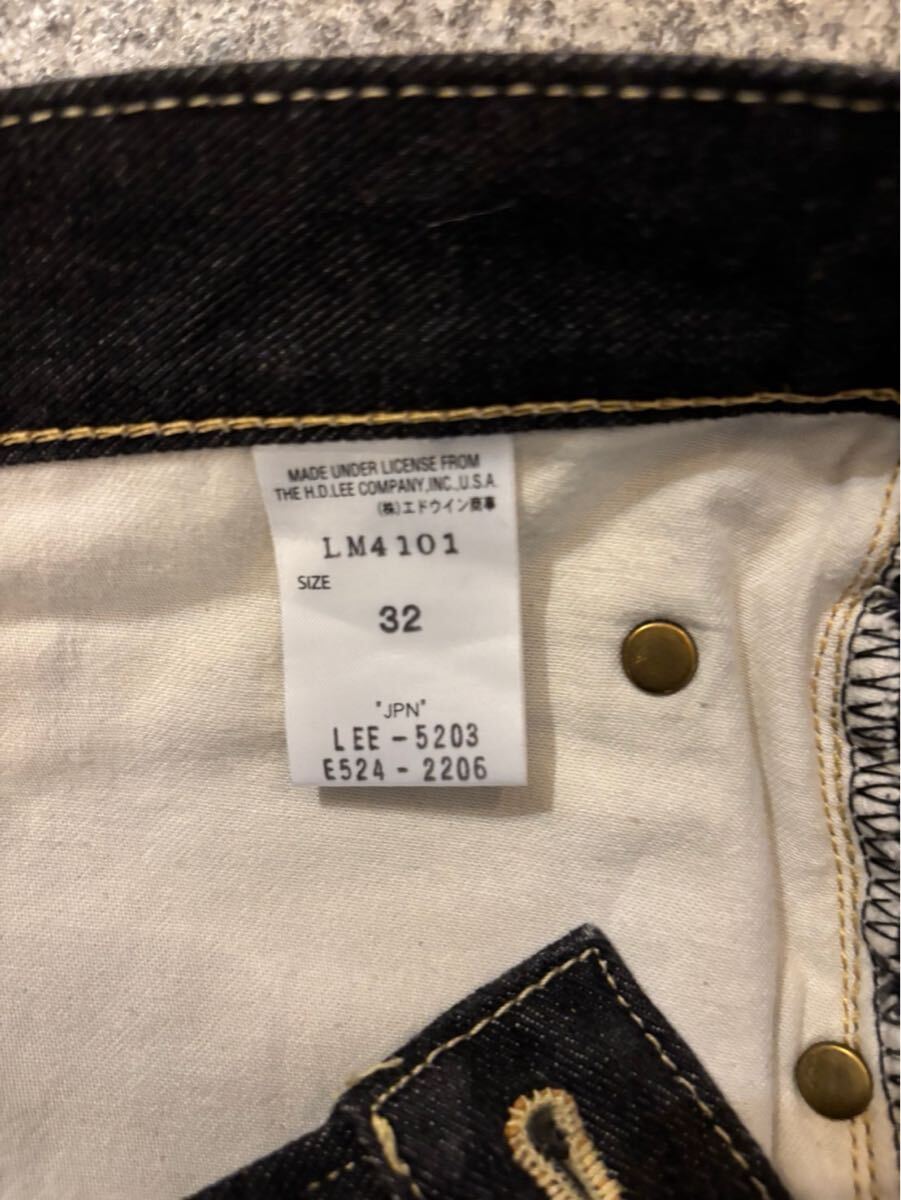 MADE UNDER LICENSE FROM
THE H.D.LEE COMPANY,INC.,U.S.A.
(株)エドウイン商事
LM4101
SIZE
32
"JPN"
LEE-5203
E524-2206